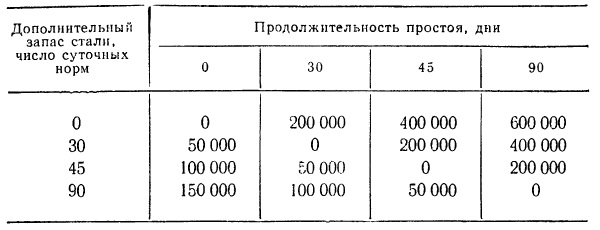 Дополнительный запас стали, число суточных норм
Продолжительность простоя, дни
0 30 45 90
0 0 200 000 400 000 600 000
30 50 000 0 200 000 400 000
45 100 000 50 000 0 200 000
90 150 000 100 000 50 000 0